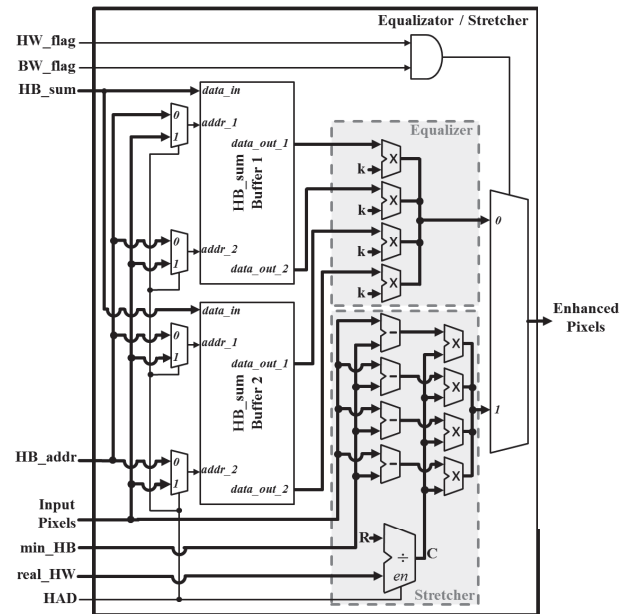 Equalizator / Stretcher
HW_flag
BW_flag
HB_sum
data_in
0
addr_1
1
data_out_1
HB_sum
Buffer 1
0
addr_2
1
data_out_2
Equalizer
X
k
X
k
X
k
X
k
0
Enhanced
Pixels
1
data_in
0
addr_1
1
data_out_1
HB_sum
Buffer 2
HB_addr
0
addr_2
1
data_out_2
Input
Pixels
min_HB
real_HW
HAD
−
X
−
X
−
X
−
X
R
÷
C
en
Stretcher